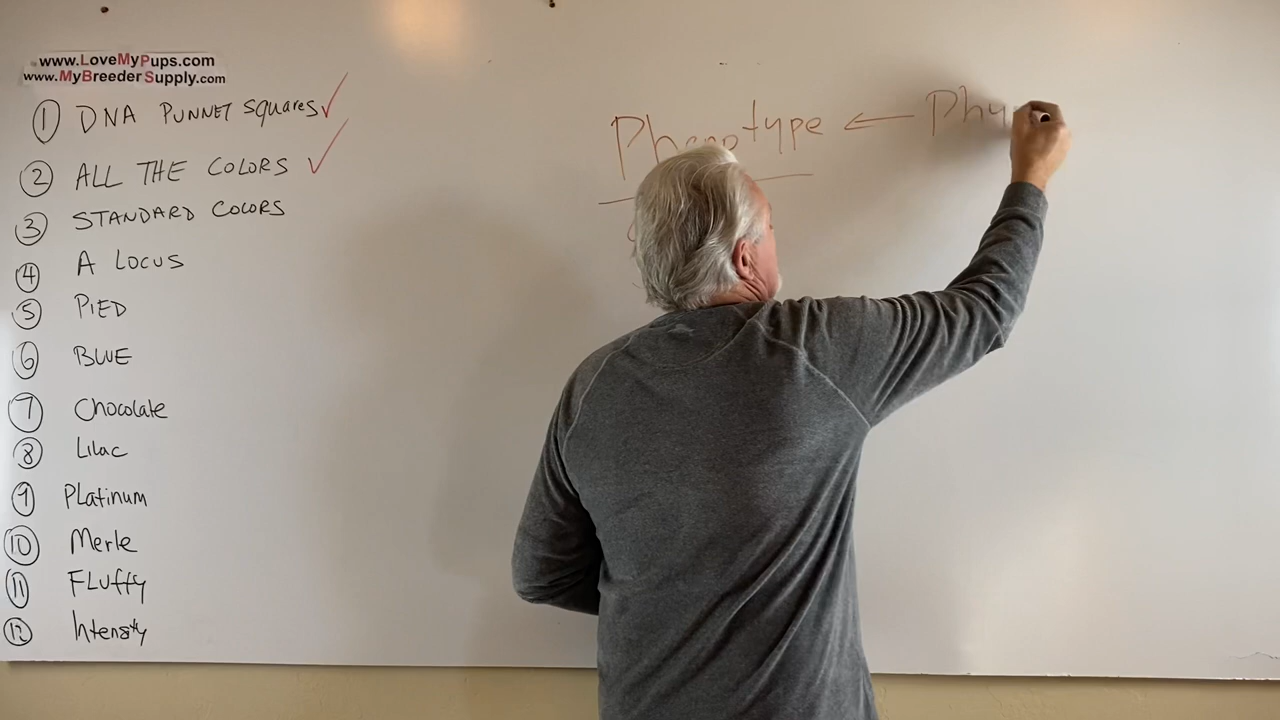 www.LoveMyPups.com
www.MyBreederSupply.com
① DNA PUNNET SQUARES ✓
② ALL THE COLORS ✓
③ STANDARD COLORS
④ A LOCUS
⑤ PIED
⑥ BLUE
⑦ Chocolate
⑧ Lilac
⑨ Platinum
⑩ Merle
⑪ FLuffy
⑫ Intensity
Phenotype ← Phy